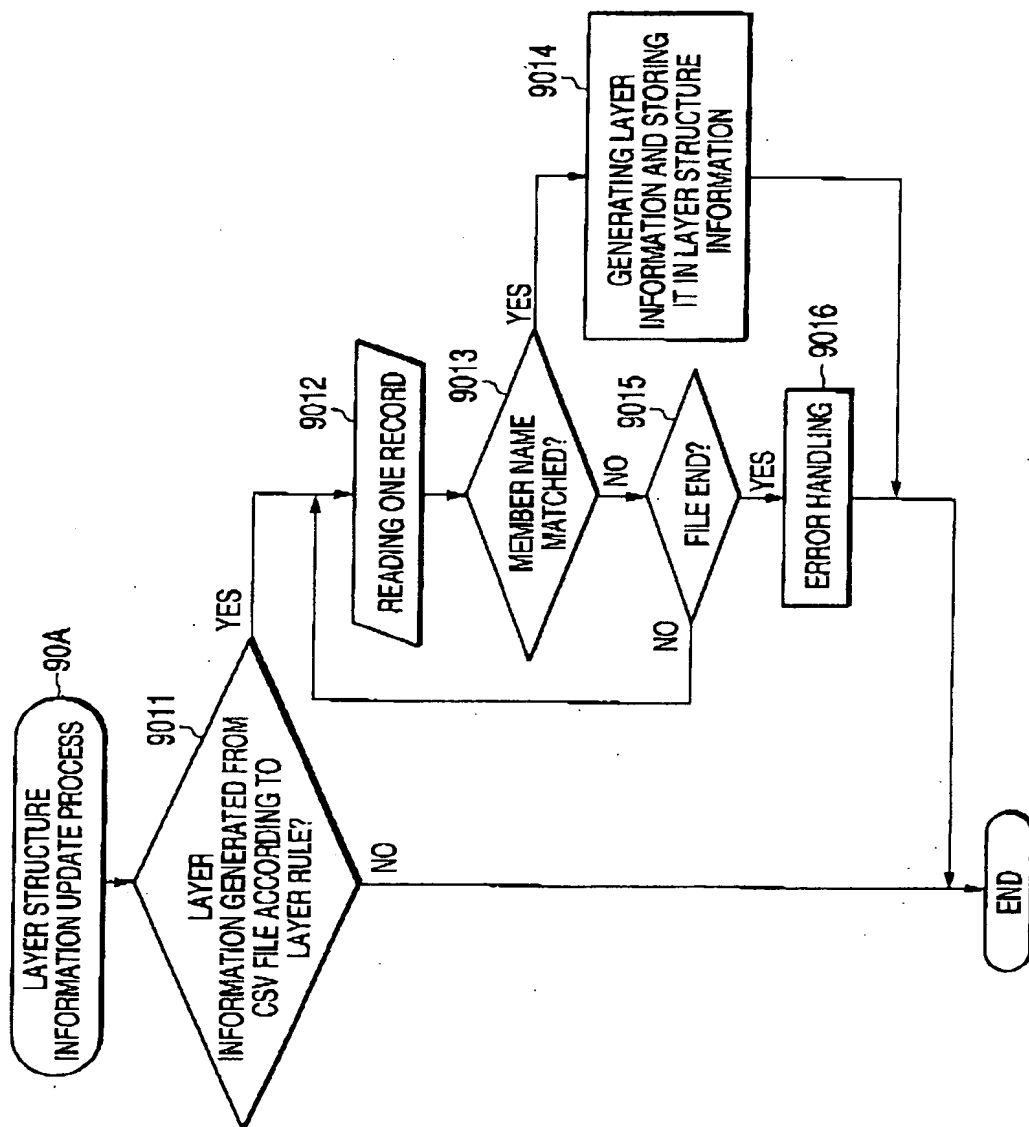 90A
LAYER STRUCTURE
INFORMATION UPDATE PROCESS
9011
LAYER
INFORMATION GENERATED FROM
CSV FILE ACCORDING TO
LAYER RULE?
YES
NO
9012
READING ONE RECORD
9013
MEMBER NAME
MATCHED?
YES
NO
9014
GENERATING LAYER
INFORMATION AND STORING
IT IN LAYER STRUCTURE
INFORMATION
9015
FILE END?
NO
YES
9016
ERROR HANDLING
END